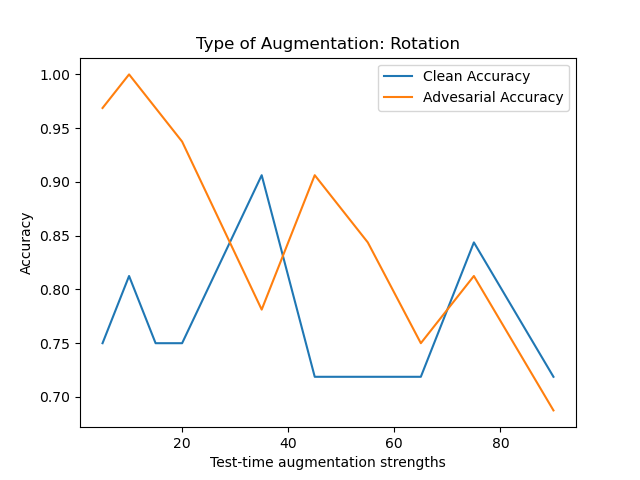 Type of Augmentation: Rotation
Clean Accuracy
Advesarial Accuracy
1.00
0.95
0.90
0.85
0.80
0.75
0.70
Accuracy
20
40
60
80
Test-time augmentation strengths